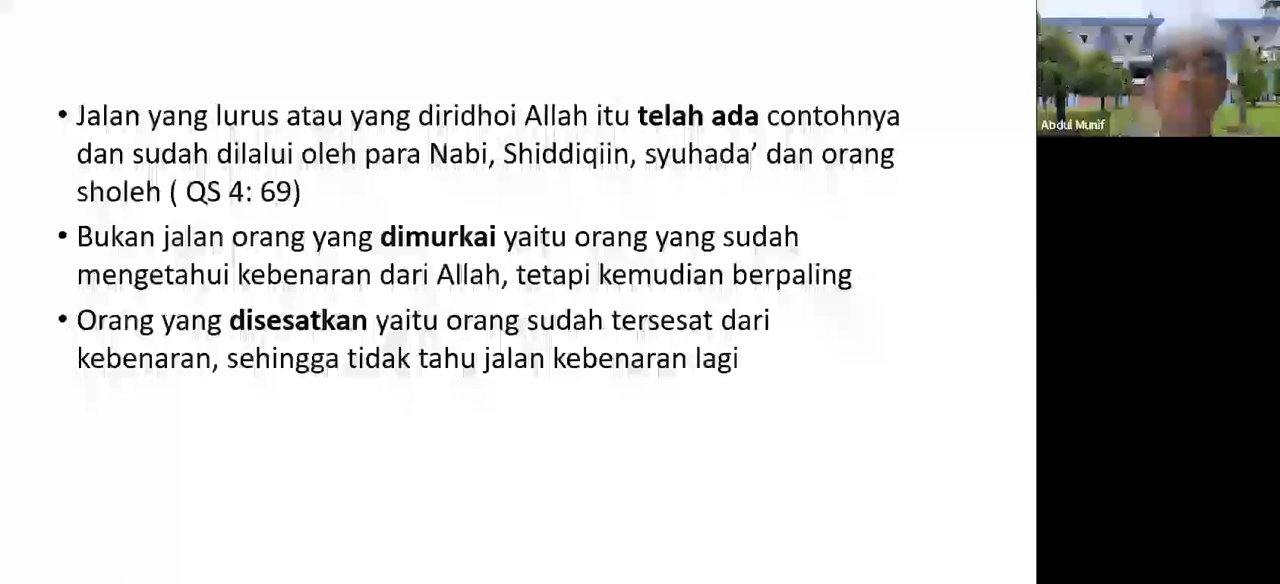 • Jalan yang lurus atau yang diridhoi Allah itu telah ada contohnya
dan sudah dilalui oleh para Nabi, Shiddiqiin, syuhada’ dan orang
sholeh ( QS 4: 69)
• Bukan jalan orang yang dimurkai yaitu orang yang sudah
mengetahui kebenaran dari Allah, tetapi kemudian berpaling
• Orang yang disesatkan yaitu orang sudah tersesat dari
kebenaran, sehingga tidak tahu jalan kebenaran lagi
Abdul Munif